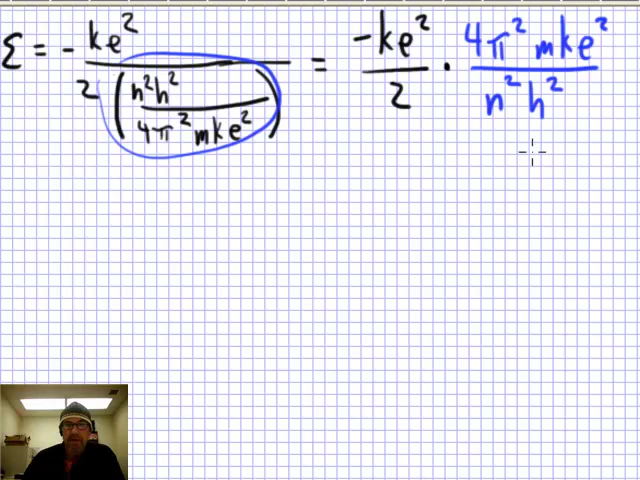 ε = - ke² / 2 (n²h² / 4π²mke²) = -ke² / 2 · 4π²mke² / n²h²